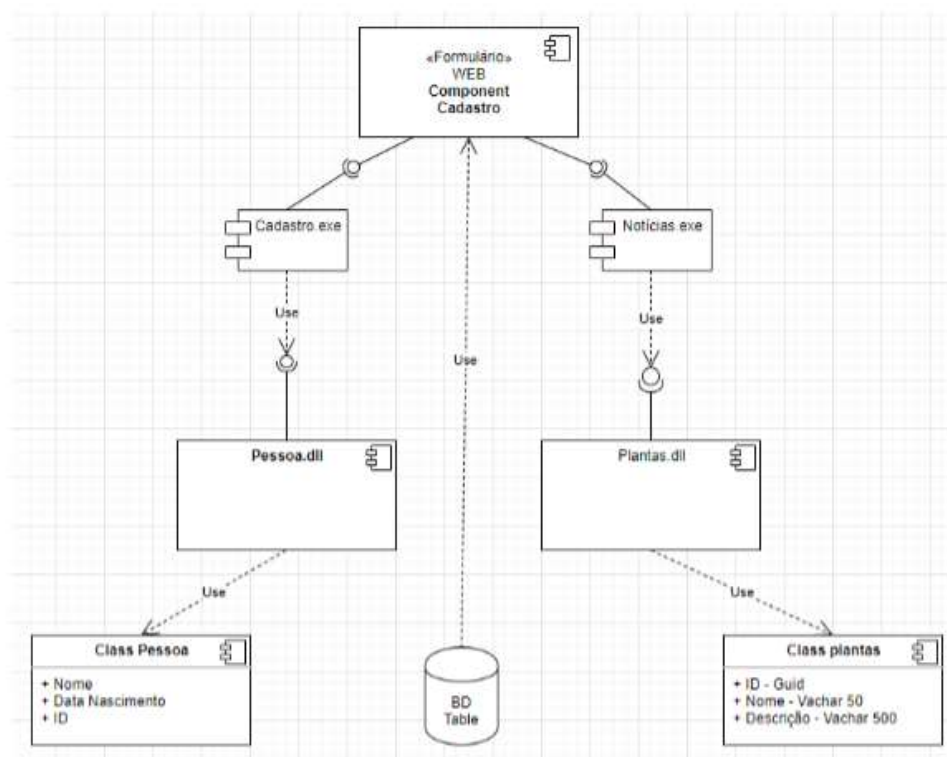 «Formulário»
WEB
Component
Cadastro
Cadastro.exe
Notícias.exe
Use
Use
Use
Pessoa.dll
Plantas.dll
Use
Use
Class Pessoa
+ Nome
+ Data Nascimento
+ ID
BD
Table
Class plantas
+ ID - Guid
+ Nome - Vachar 50
+ Descrição - Vachar 500